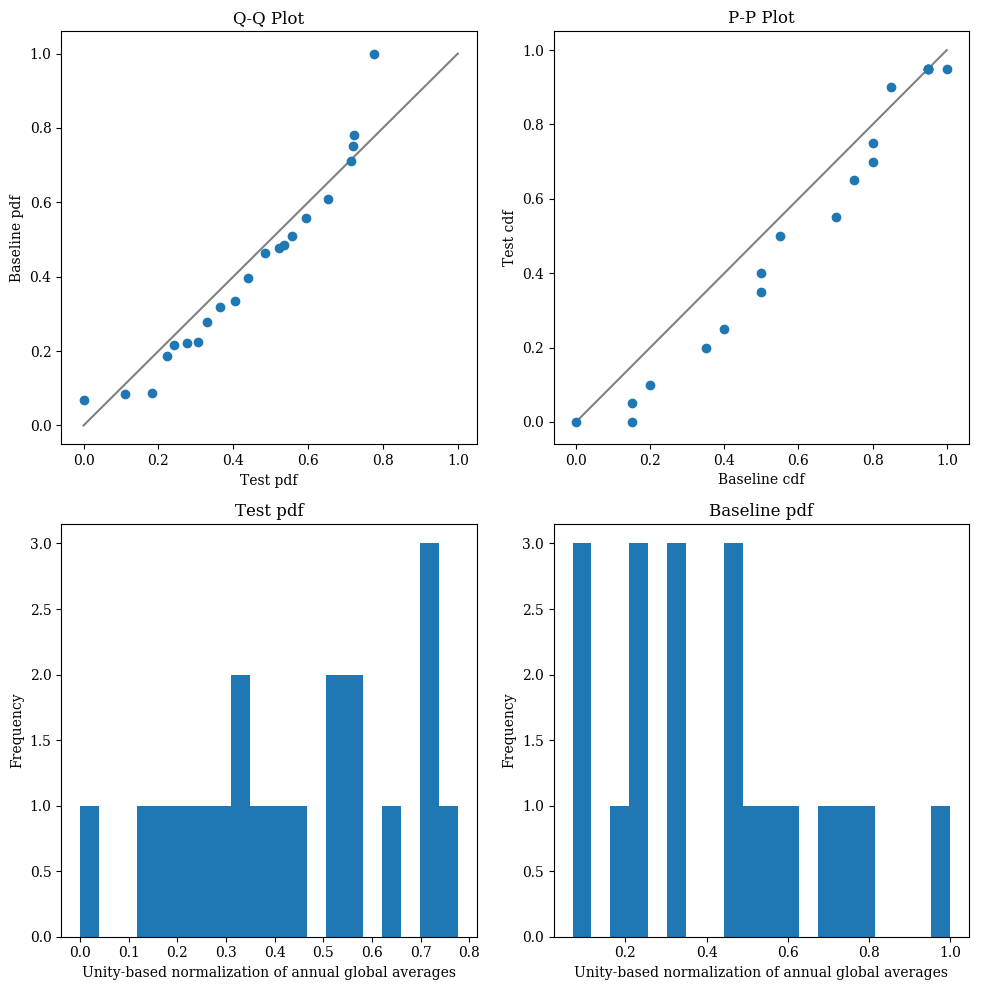 Q-Q Plot
1.0
0.8
0.6
0.4
0.2
0.0
Baseline pdf
0.0 0.2 0.4 0.6 0.8 1.0
Test pdf
P-P Plot
1.0
0.8
0.6
0.4
0.2
0.0
Test cdf
0.0 0.2 0.4 0.6 0.8 1.0
Baseline cdf
Test pdf
3.0
2.5
2.0
1.5
1.0
0.5
0.0
Frequency
0.0 0.1 0.2 0.3 0.4 0.5 0.6 0.7 0.8
Unity-based normalization of annual global averages
Baseline pdf
3.0
2.5
2.0
1.5
1.0
0.5
0.0
Frequency
0.2 0.4 0.6 0.8 1.0
Unity-based normalization of annual global averages